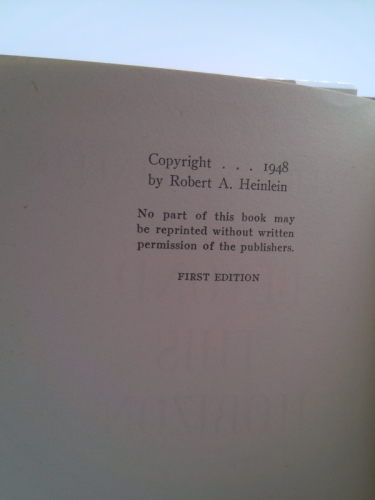 Copyright . . . 1948
by Robert A. Heinlein
No part of this book may
be reprinted without written
permission of the publishers.
FIRST EDITION